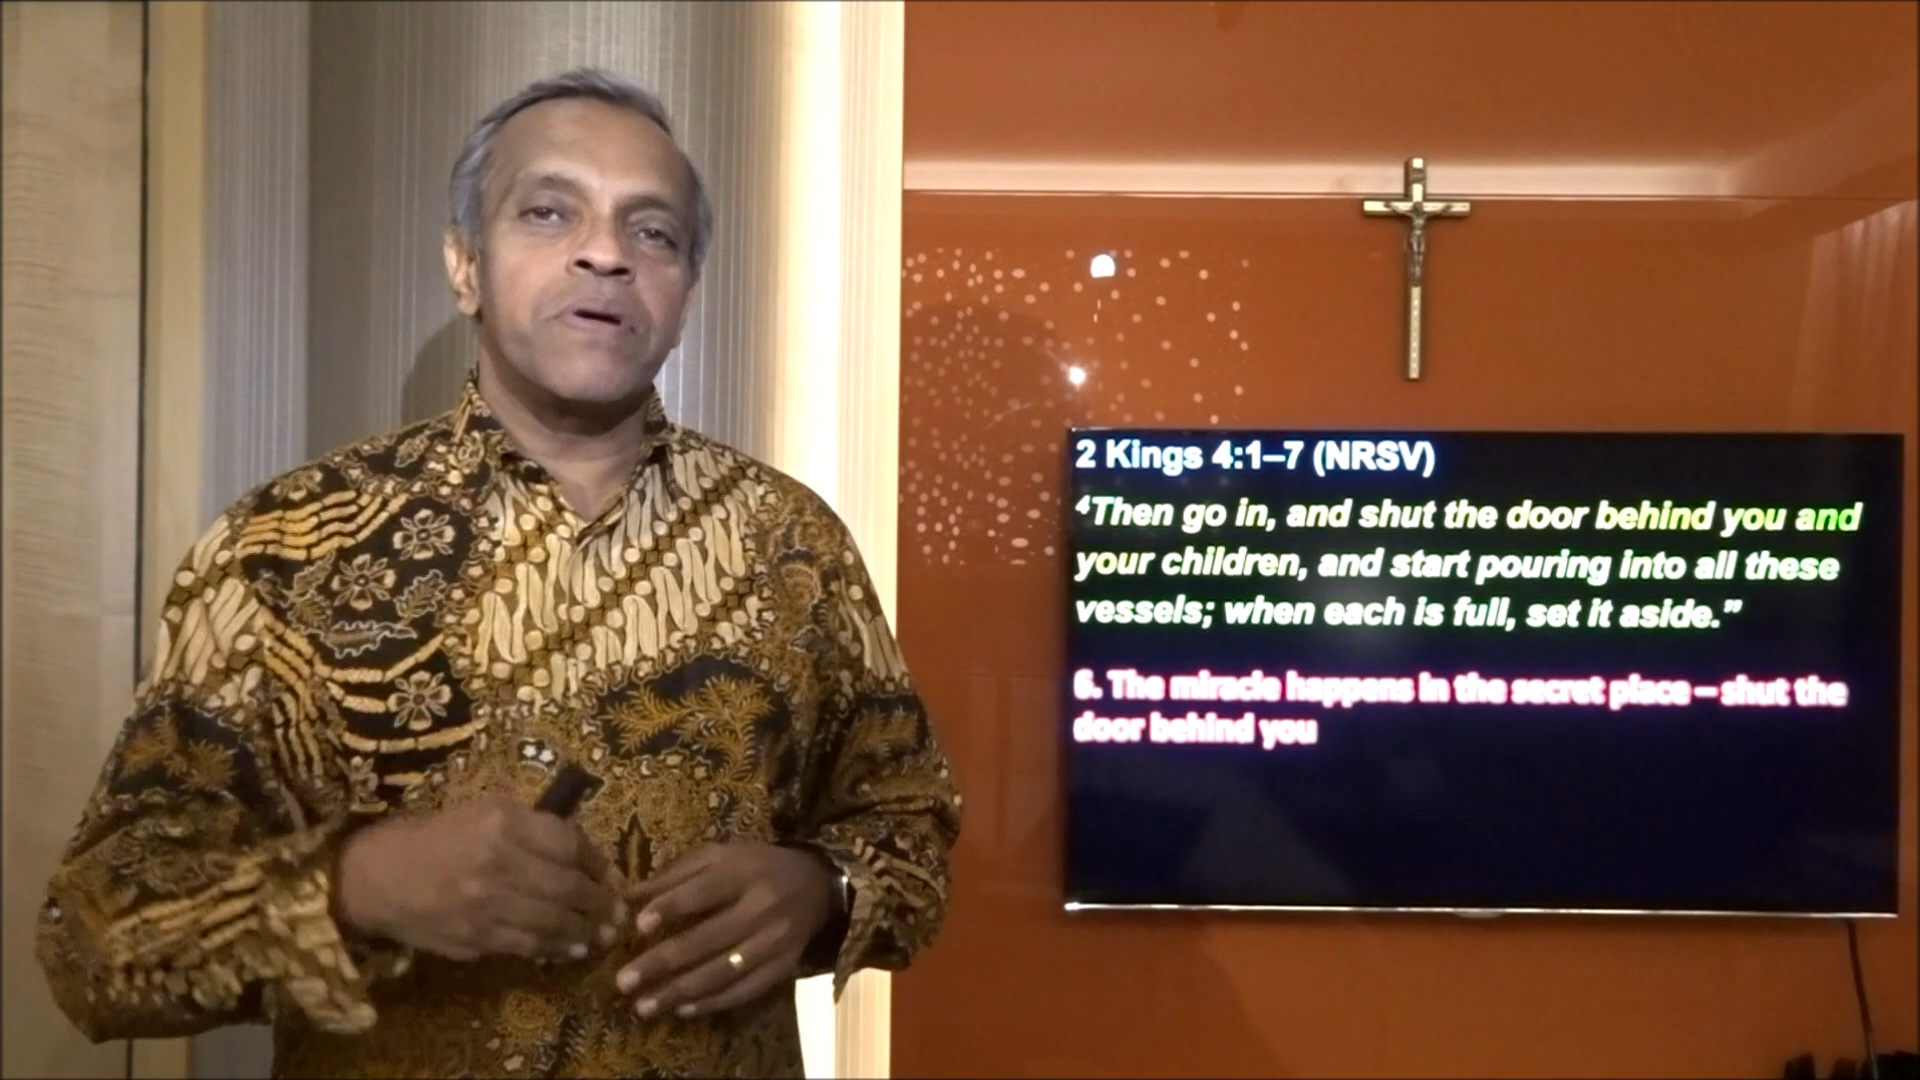 2 Kings 4:1–7 (NRSV)
⁴Then go in, and shut the door behind you and
your children, and start pouring into all these
vessels; when each is full, set it aside.”
6. The miracle happens in the secret place – shut the
door behind you